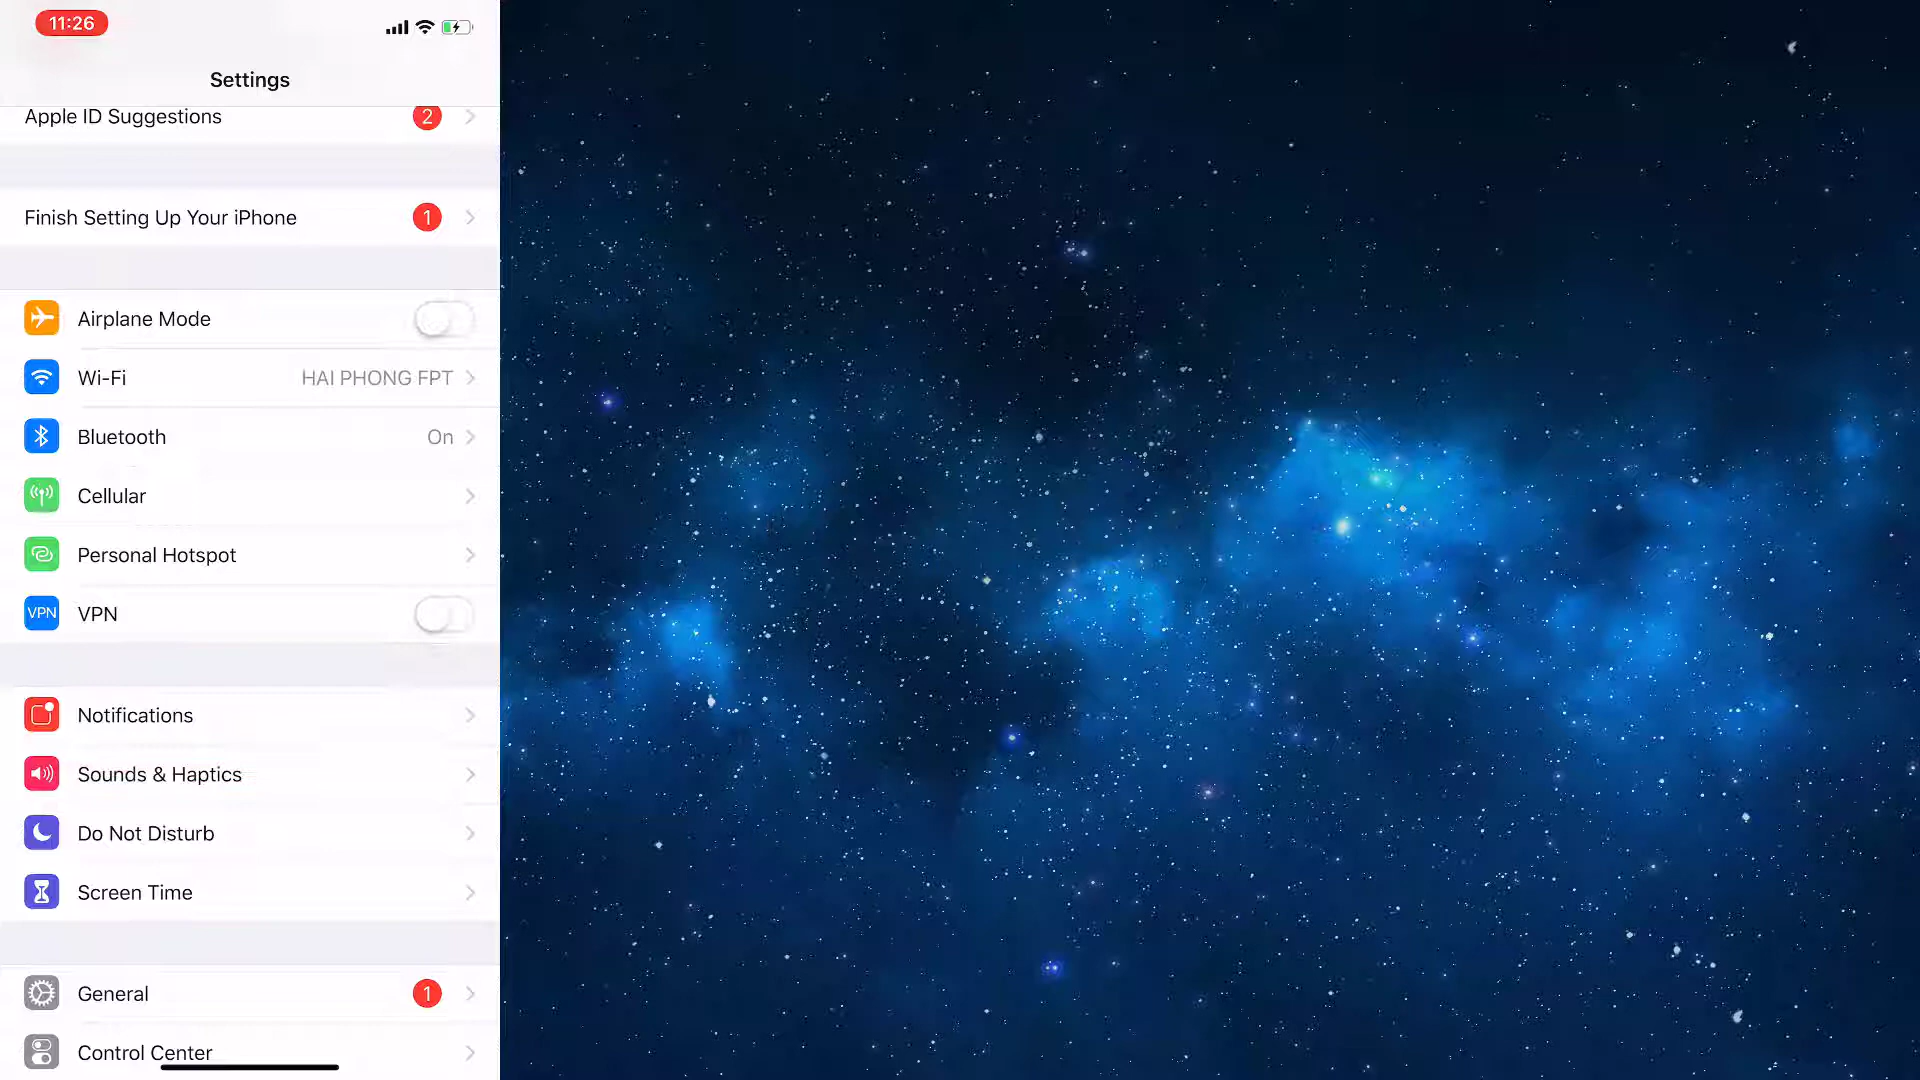 11:26
Settings
Apple ID Suggestions 2
Finish Setting Up Your iPhone 1
Airplane Mode
Wi-Fi HAI PHONG FPT
Bluetooth On
Cellular
Personal Hotspot
VPN VPN
Notifications
Sounds & Haptics
Do Not Disturb
Screen Time
General 1
Control Center